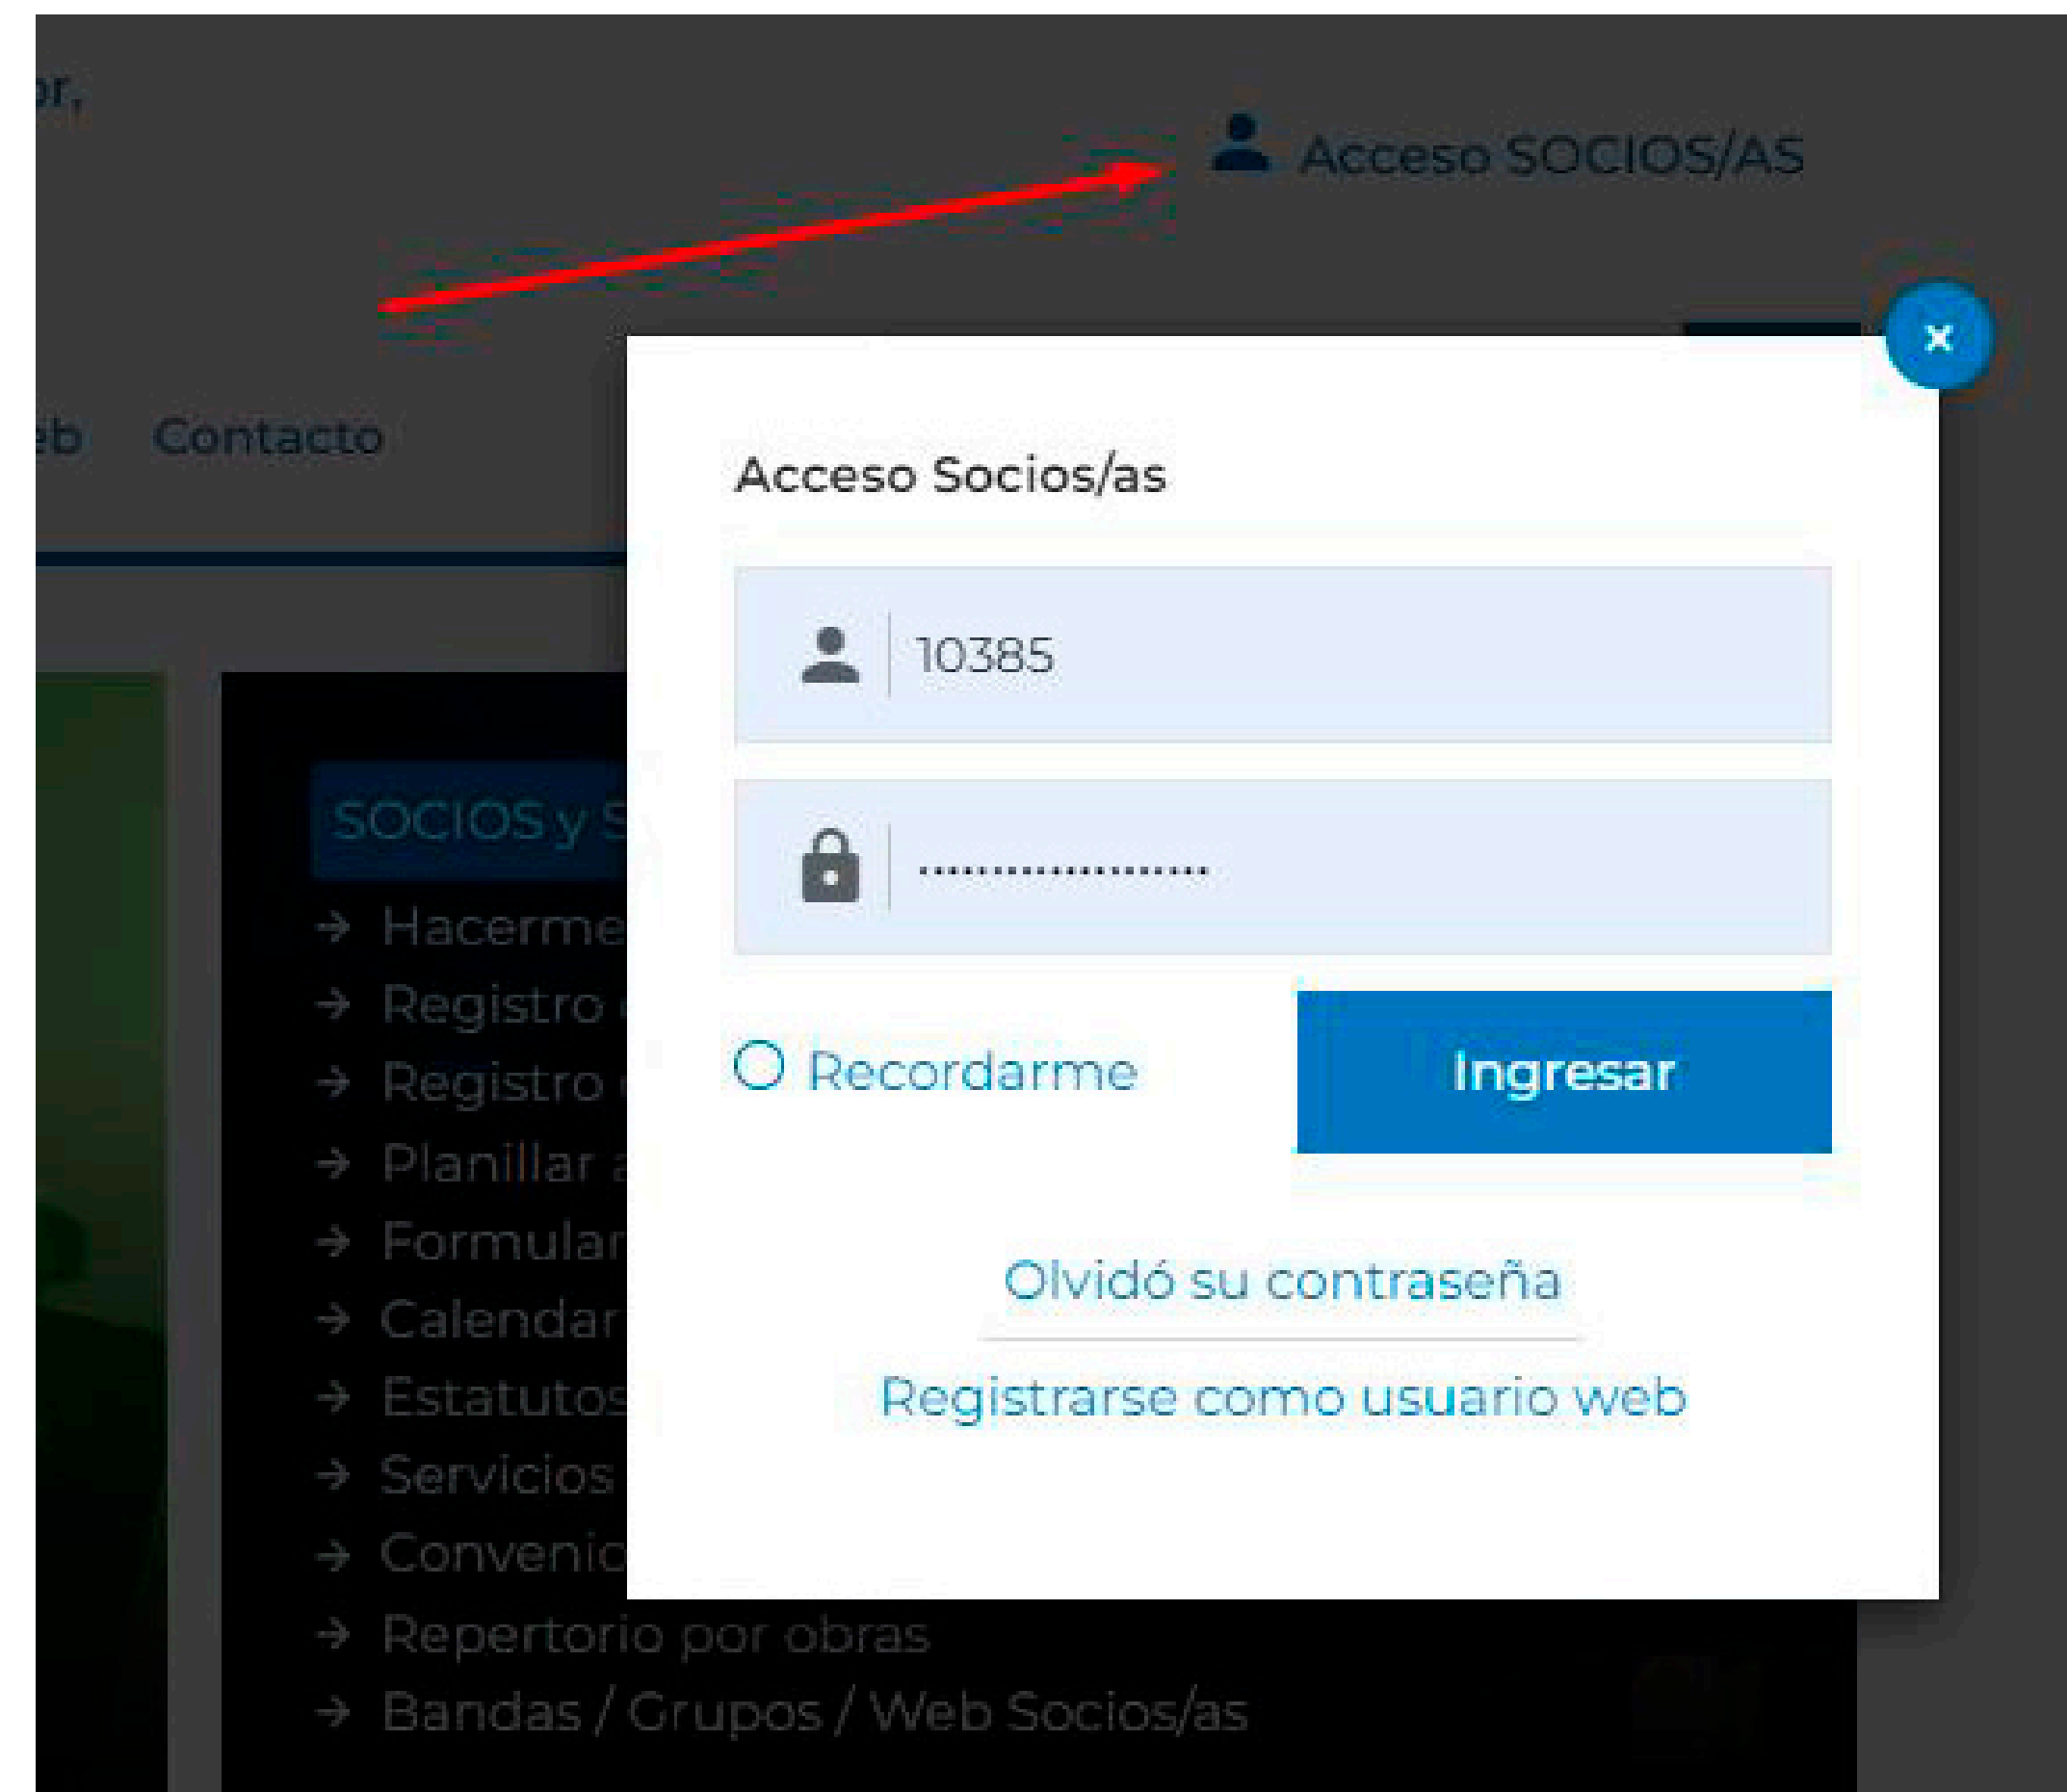 Acceso SOCIOS/AS
Contacto
Acceso Socios/as
10385
Recordarme
Ingresar
Olvidó su contraseña
Registrarse como usuario web
SOCIOS y S
Hacerme
Registro
Registro
Planillar a
Formular
Calendar
Estatutos
Servicios
Convenio
Repertorio por obras
Bandas / Grupos / Web Socios/as